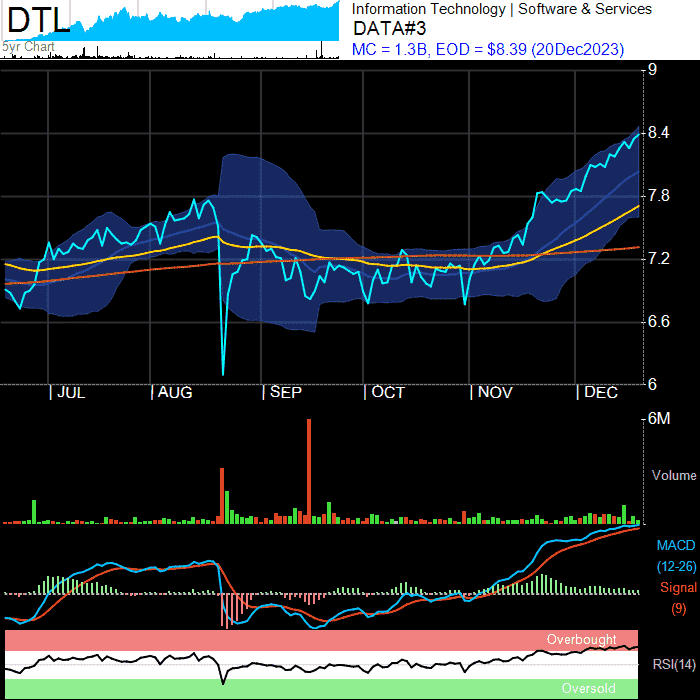 DTL
5yr Chart
Information Technology | Software & Services
DATA#3
MC = 1.3B, EOD = $8.39 (20Dec2023)
9
8.4
7.8
7.2
6.6
6
| JUL | AUG | SEP | OCT | NOV | DEC
6M
Volume
MACD
(12-26)
Signal
(9)
Overbought
RSI(14)
Oversold